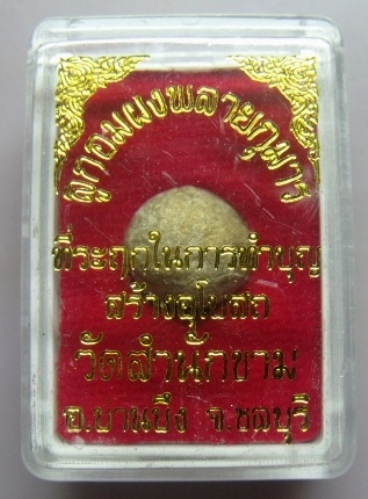 ลูกอมผงพลายกุมาร
ที่ระฤกในการทำบุญ
สร้างอุโบสถ
วัดสำนักขาม
อ.บานบึง จ.ชลบุรี